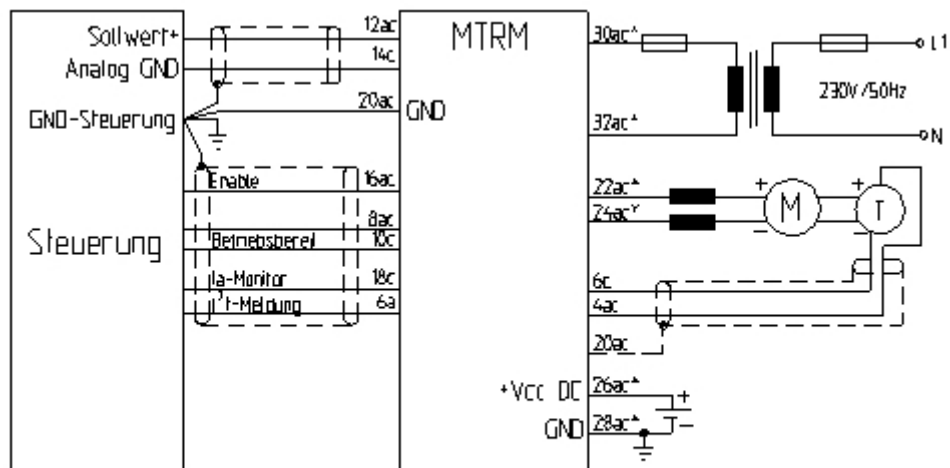 Sollwert+
12ac
MTRM
30ac*
L1
Analog GND
14c
230V/50Hz
GND-Steuerung
20ac
GND
32ac*
N
Enable
16ac
22ac*
+
M
+
T
8ac
24ac*
-
-
Steuerung
Betriebsbereit
10c
Ia-Monitor
18c
6c
I²t-Meldung
6a
4ac
20ac
+Vcc DC
26ac*
+
GND
28ac*
-